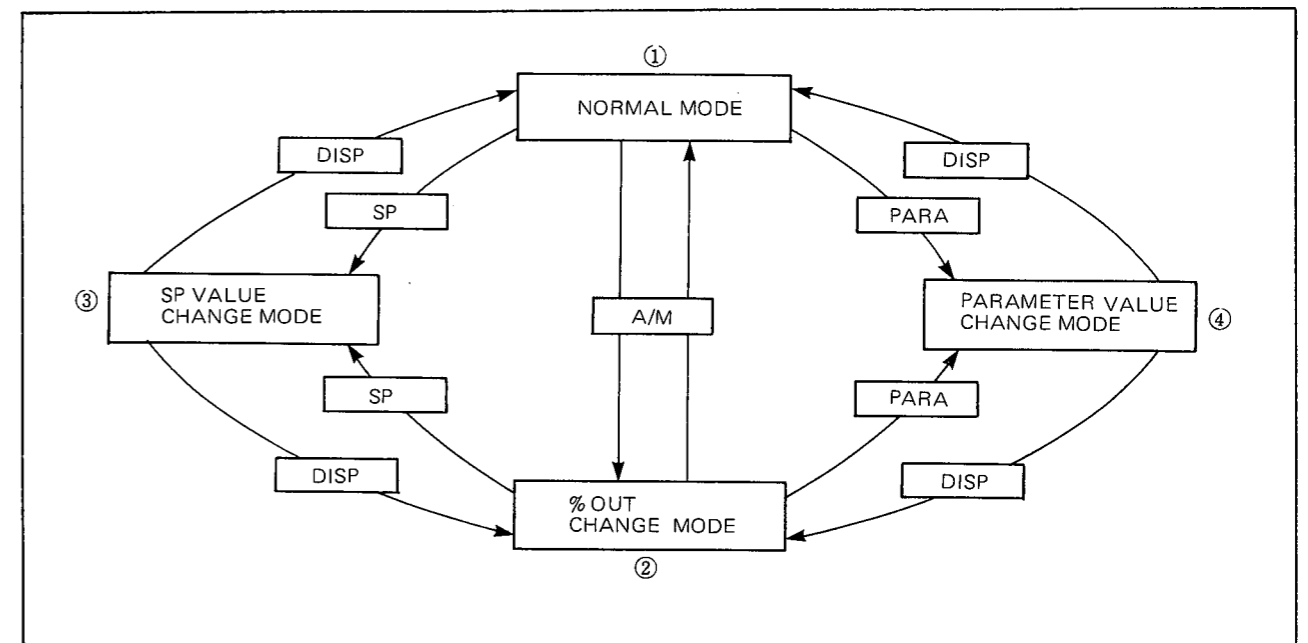 ①
NORMAL MODE
DISP
DISP
SP
PARA
③
SP VALUE
CHANGE MODE
A/M
PARAMETER VALUE
CHANGE MODE
④
SP
PARA
DISP
DISP
% OUT
CHANGE MODE
②